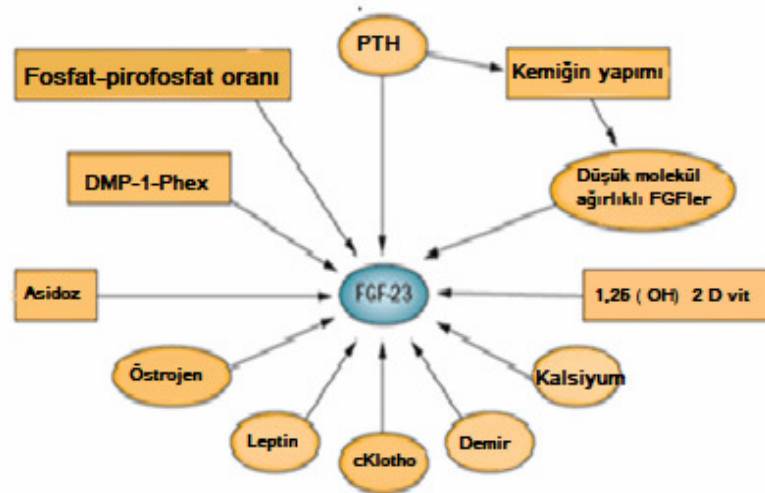 PTH
Fosfat-pirofosfat oranı
Kemiğin yapımı
DMP-1-Phex
Düşük molekül
ağırlıklı FGFler
Asidoz
FGF-23
1,25 ( OH) 2 D vit
Östrojen
Kalsiyum
Leptin
cKlotho
Demir